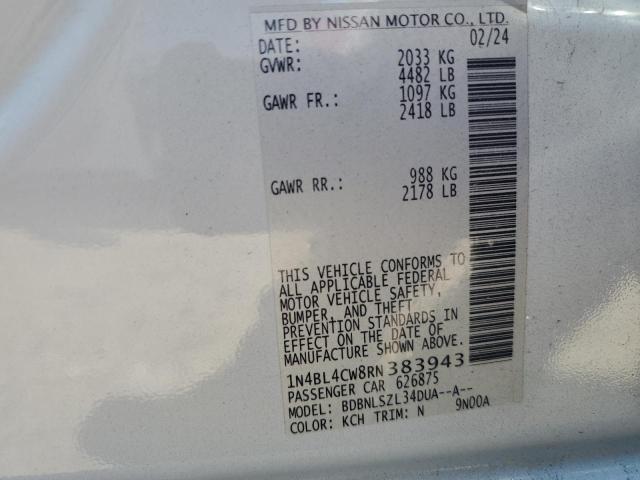 MFD BY NISSAN MOTOR CO., LTD.
DATE: 02/24
GVWR: 2033 KG
4482 LB
GAWR FR.: 1097 KG
2418 LB
GAWR RR.: 988 KG
2178 LB
THIS VEHICLE CONFORMS TO
ALL APPLICABLE FEDERAL
MOTOR VEHICLE SAFETY,
BUMPER, AND THEFT
PREVENTION STANDARDS IN
EFFECT ON THE DATE OF
MANUFACTURE SHOWN ABOVE.
1N4BL4CW8RN383943
PASSENGER CAR 626875
MODEL: BDBNLSZL34DUA--A--
COLOR: KCH TRIM: N 9N00A